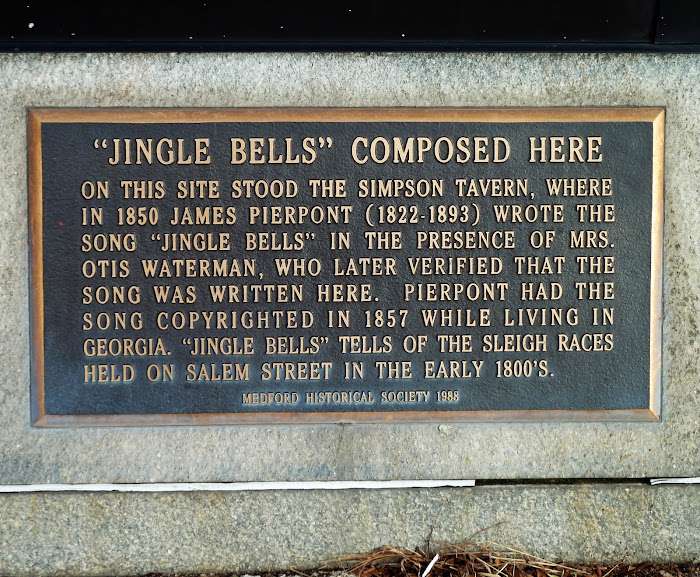 “JINGLE BELLS” COMPOSED HERE
ON THIS SITE STOOD THE SIMPSON TAVERN, WHERE
IN 1850 JAMES PIERPONT (1822-1893) WROTE THE
SONG “JINGLE BELLS” IN THE PRESENCE OF MRS.
OTIS WATERMAN, WHO LATER VERIFIED THAT THE
SONG WAS WRITTEN HERE. PIERPONT HAD THE
SONG COPYRIGHTED IN 1857 WHILE LIVING IN
GEORGIA. “JINGLE BELLS” TELLS OF THE SLEIGH RACES
HELD ON SALEM STREET IN THE EARLY 1800'S.
MEDFORD HISTORICAL SOCIETY 1988